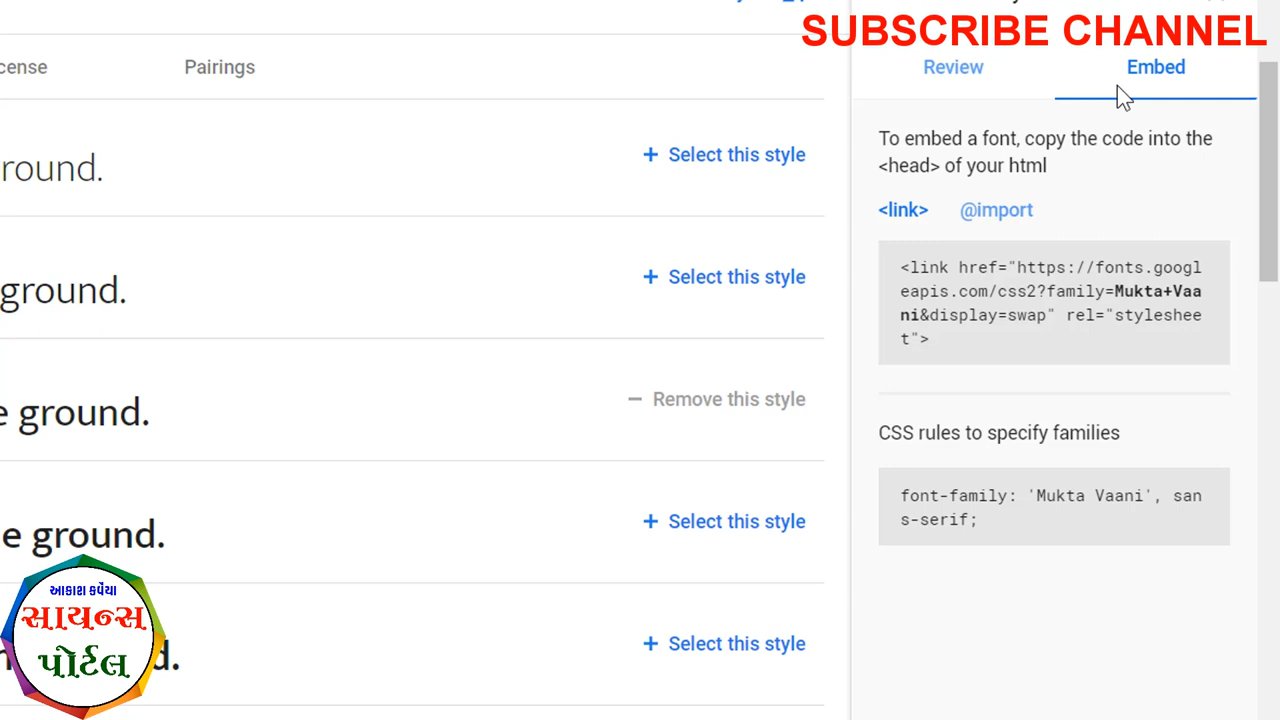 SUBSCRIBE CHANNEL
cense Pairings
Review Embed
round.
+ Select this style
ground.
+ Select this style
e ground.
− Remove this style
e ground.
+ Select this style
d.
+ Select this style
To embed a font, copy the code into the
<head> of your html
<link> @import
<link href="https://fonts.googl
eapis.com/css2?family=Mukta+Vaa
ni&display=swap" rel="styleshee
t">
CSS rules to specify families
font-family: 'Mukta Vaani', san
s-serif;
આકાશ કવૈયા
સાયન્સ
પોર્ટલ